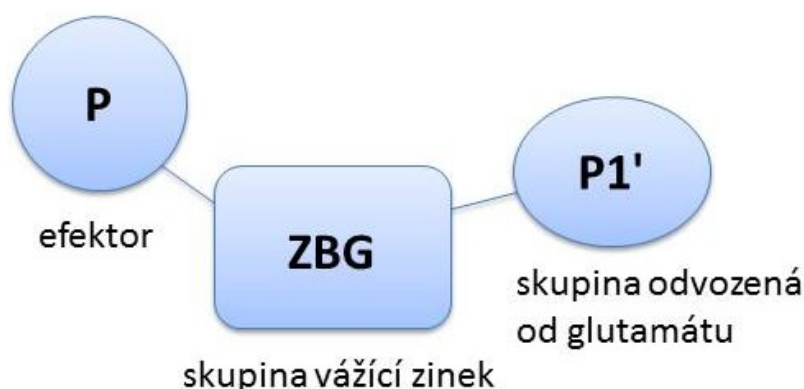 P
efektor
ZBG
skupina vážící zinek
P1'
skupina odvozená
od glutamátu